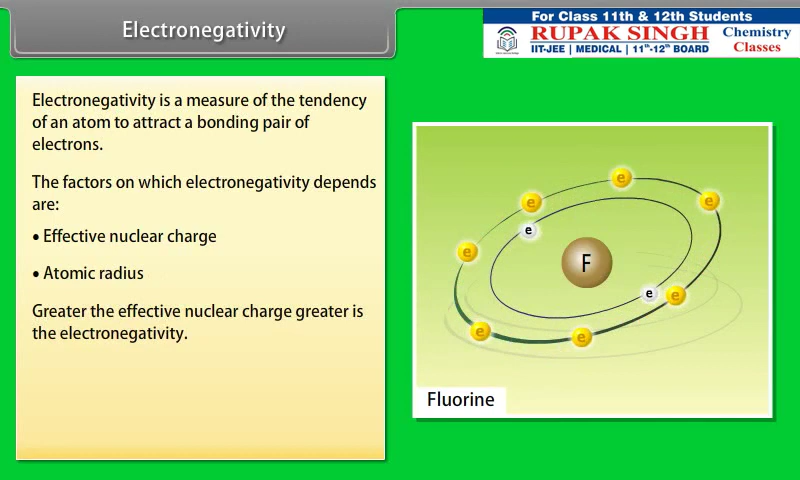 Electronegativity
For Class 11th & 12th Students
RUPAK SINGH
IIT-JEE | MEDICAL | 11th-12th BOARD
Chemistry
Classes
Electronegativity is a measure of the tendency
of an atom to attract a bonding pair of
electrons.
The factors on which electronegativity depends
are:
• Effective nuclear charge
• Atomic radius
Greater the effective nuclear charge greater is
the electronegativity.
e
e
e
e
e
F
e
e
e
e
Fluorine